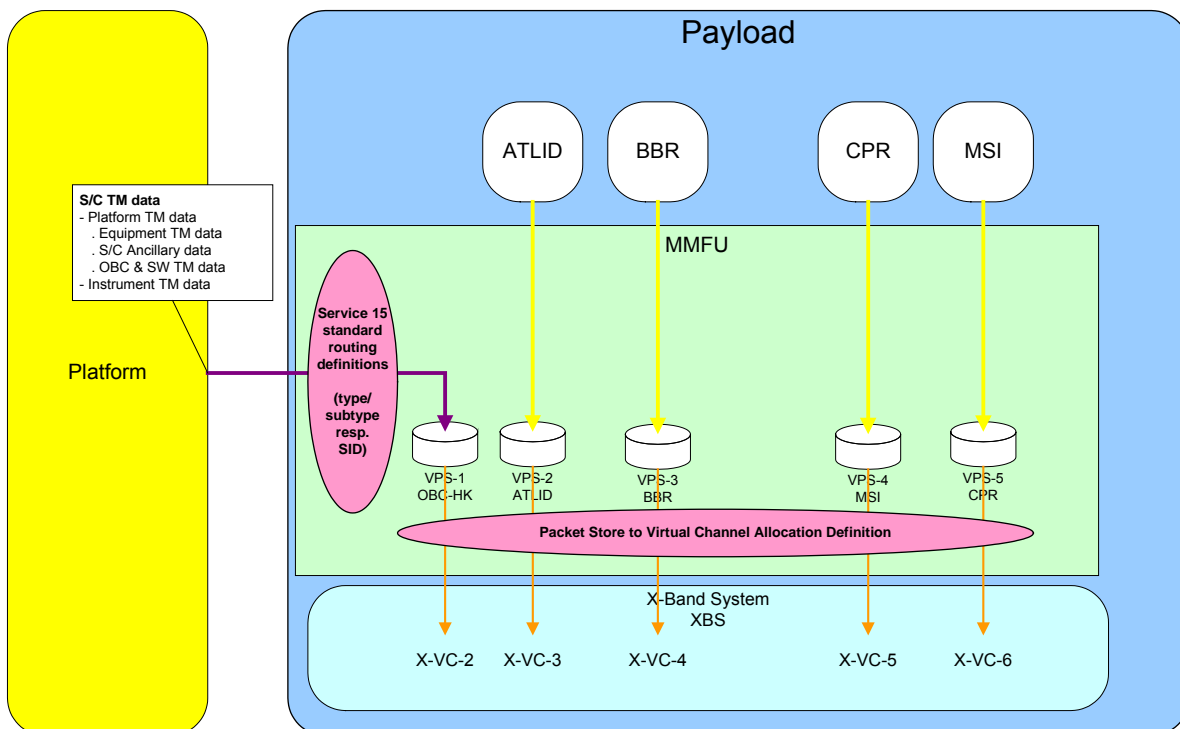 Payload
ATLID
BBR
CPR
MSI
S/C TM data
- Platform TM data
. Equipment TM data
. S/C Ancillary data
. OBC & SW TM data
- Instrument TM data
MMFU
Service 15
standard
routing
definitions
(type/
subtype
resp.
SID)
Platform
VPS-1
OBC-HK
VPS-2
ATLID
VPS-3
BBR
VPS-4
MSI
VPS-5
CPR
Packet Store to Virtual Channel Allocation Definition
X-Band System
XBS
X-VC-2
X-VC-3
X-VC-4
X-VC-5
X-VC-6